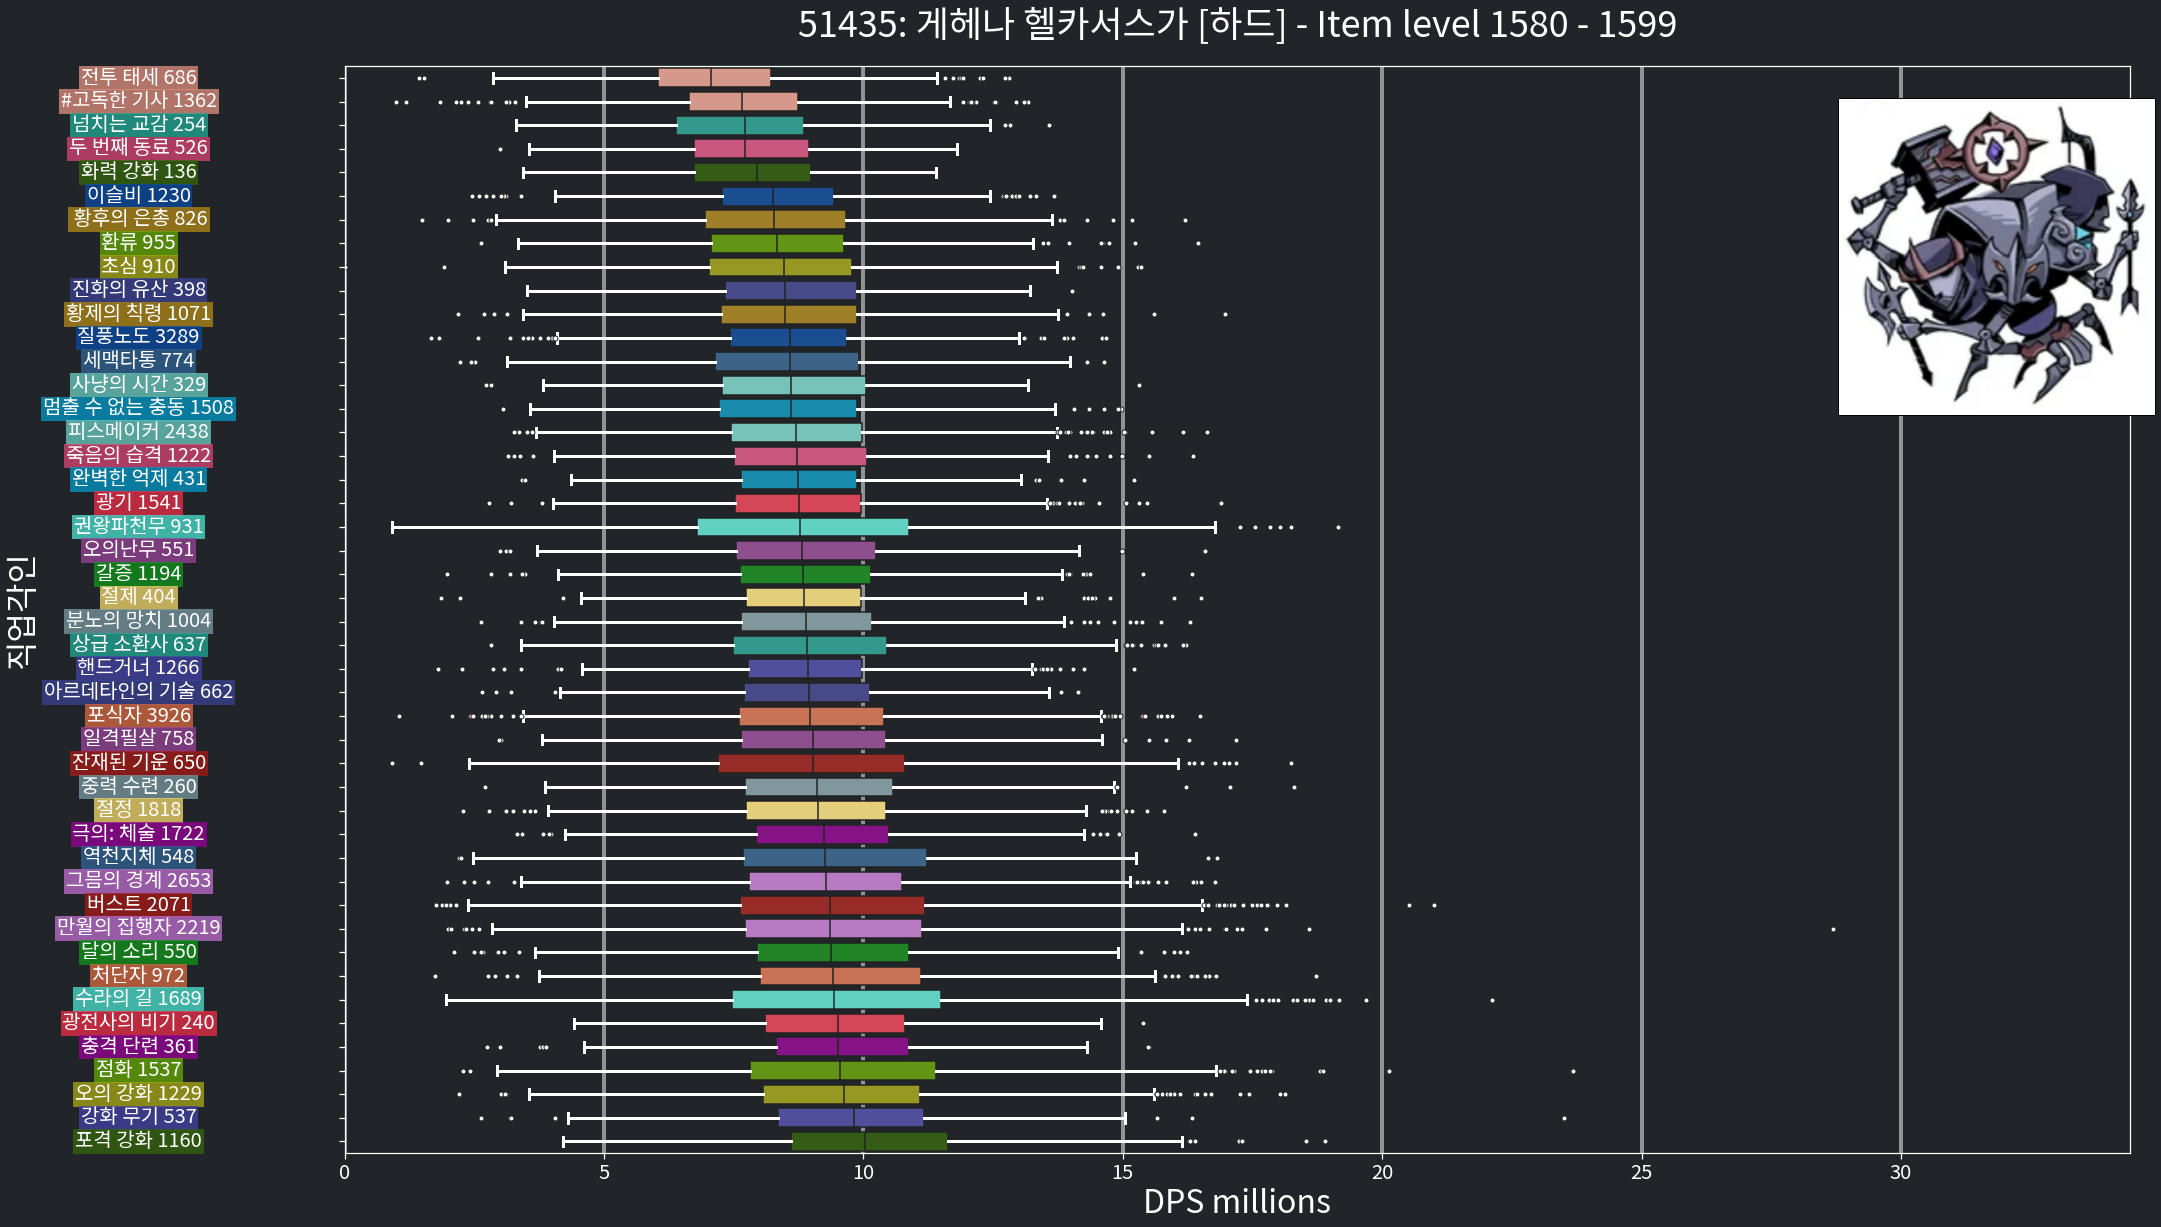 51435: 게헤나 헬카서스가 [하드] - Item level 1580 - 1599
직업각인
전투 태세 686
#고독한 기사 1362
넘치는 교감 254
두 번째 동료 526
화력 강화 136
이슬비 1230
황후의 은총 826
환류 955
초심 910
진화의 유산 398
황제의 칙령 1071
질풍노도 3289
세맥타통 774
사냥의 시간 329
멈출 수 없는 충동 1508
피스메이커 2438
죽음의 습격 1222
완벽한 억제 431
광기 1541
권왕파천무 931
오의난무 551
갈증 1194
절제 404
분노의 망치 1004
상급 소환사 637
핸드거너 1266
아르데타인의 기술 662
포식자 3926
일격필살 758
잔재된 기운 650
중력 수련 260
절정 1818
극의: 체술 1722
역천지체 548
그믐의 경계 2653
버스트 2071
만월의 집행자 2219
달의 소리 550
처단자 972
수라의 길 1689
광전사의 비기 240
충격 단련 361
점화 1537
오의 강화 1229
강화 무기 537
포격 강화 1160
0 5 10 15 20 25 30
DPS millions